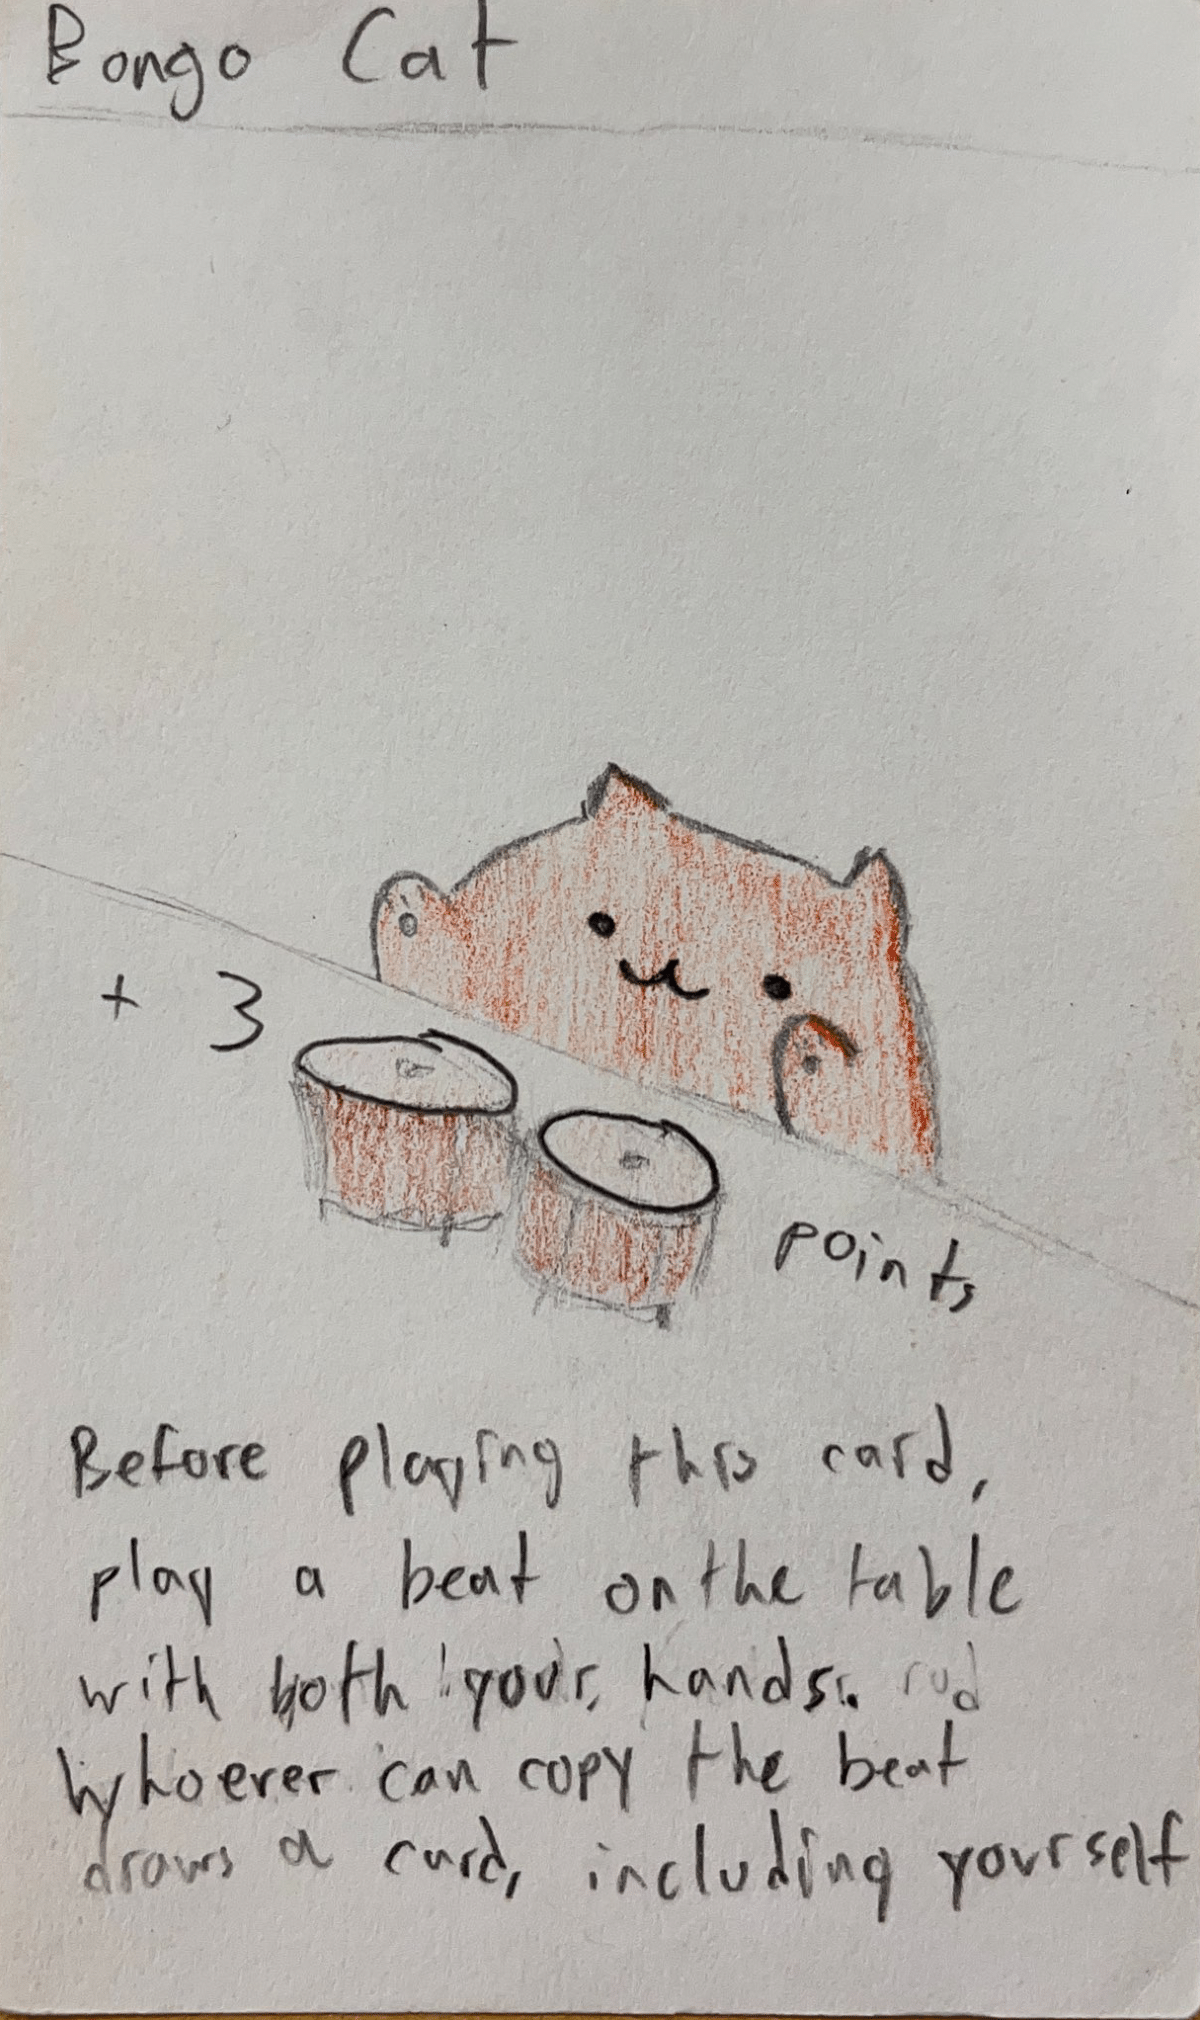 Bongo Cat
+ 3
points
Before playing this card,
play a beat on the table
with both your hands.
Whoever can copy the beat
draws a card, including yourself